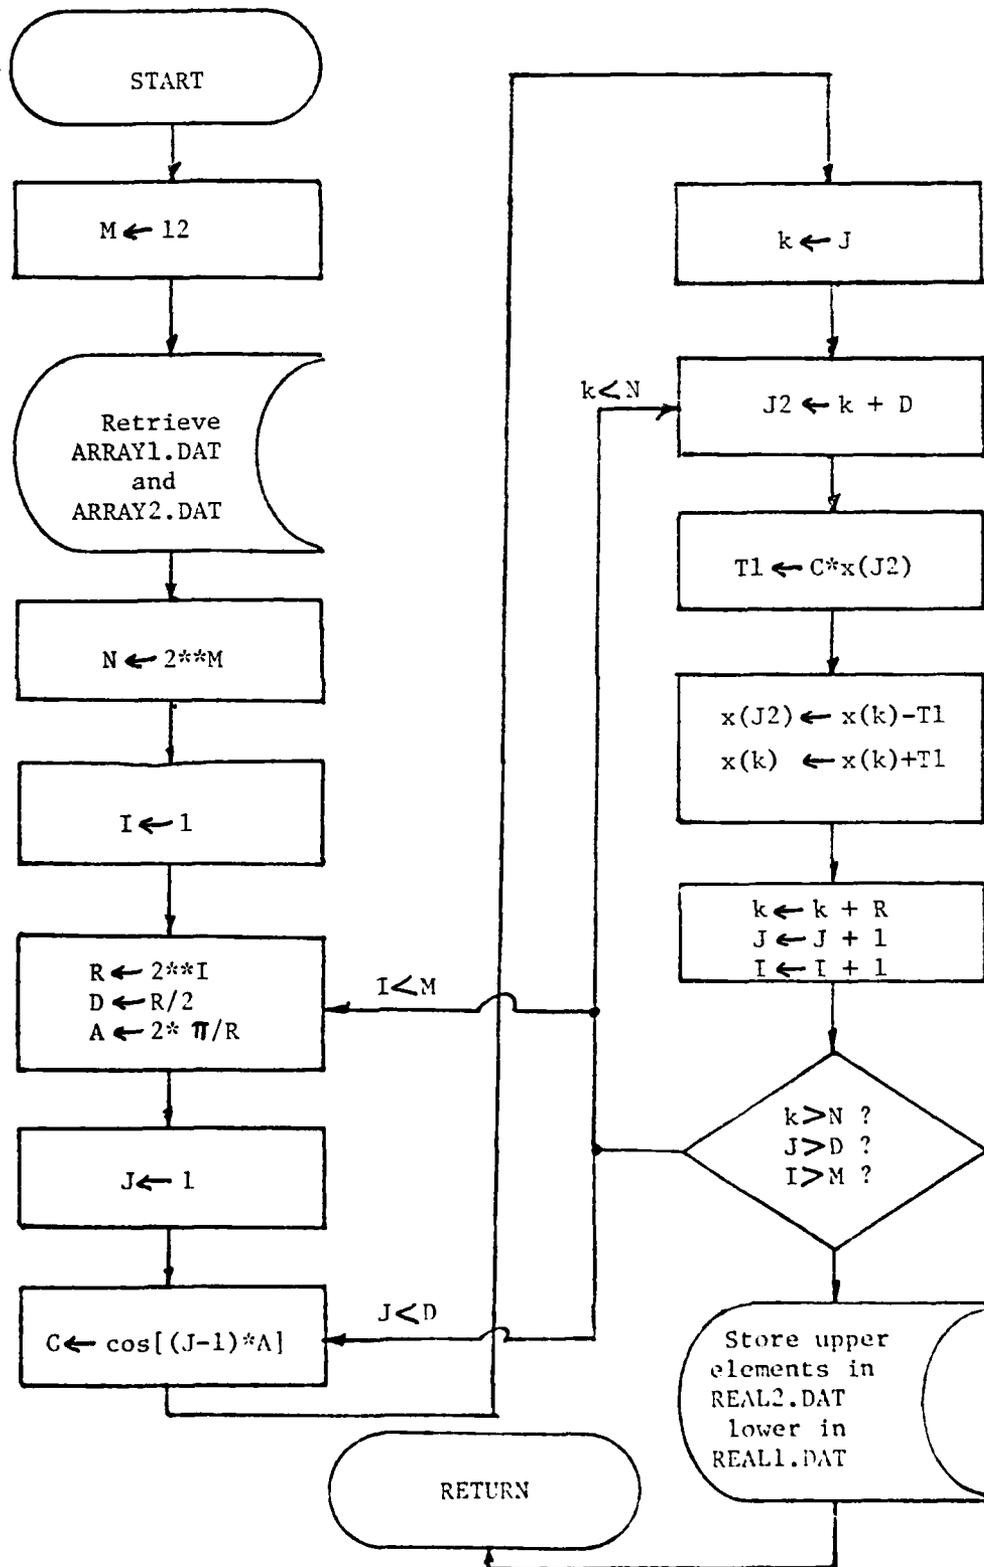 START
M ← 12
Retrieve
ARRAY1.DAT
and
ARRAY2.DAT
N ← 2**M
I ← 1
R ← 2**I
D ← R/2
A ← 2* π/R
J ← 1
C ← cos[(J-1)*A]
k ← J
k<N
J2 ← k + D
T1 ← C*x(J2)
x(J2) ← x(k)-T1
x(k) ← x(k)+T1
k ← k + R
J ← J + 1
I ← I + 1
I<M
k>N ?
J>D ?
I>M ?
J<D
Store upper
elements in
REAL2.DAT
lower in
REAL1.DAT
RETURN